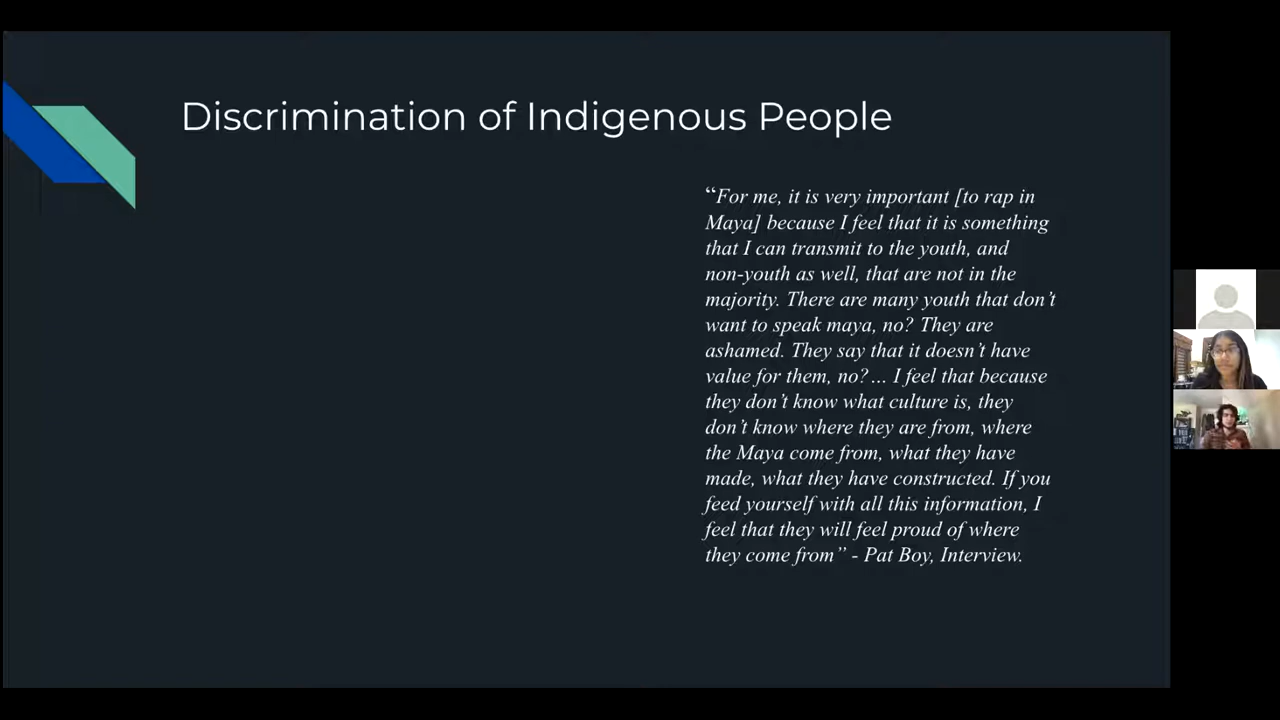 Discrimination of Indigenous People
“For me, it is very important [to rap in
Maya] because I feel that it is something
that I can transmit to the youth, and
non-youth as well, that are not in the
majority. There are many youth that don’t
want to speak maya, no? They are
ashamed. They say that it doesn’t have
value for them, no?… I feel that because
they don’t know what culture is, they
don’t know where they are from, where
the Maya come from, what they have
made, what they have constructed. If you
feed yourself with all this information, I
feel that they will feel proud of where
they come from” - Pat Boy, Interview.